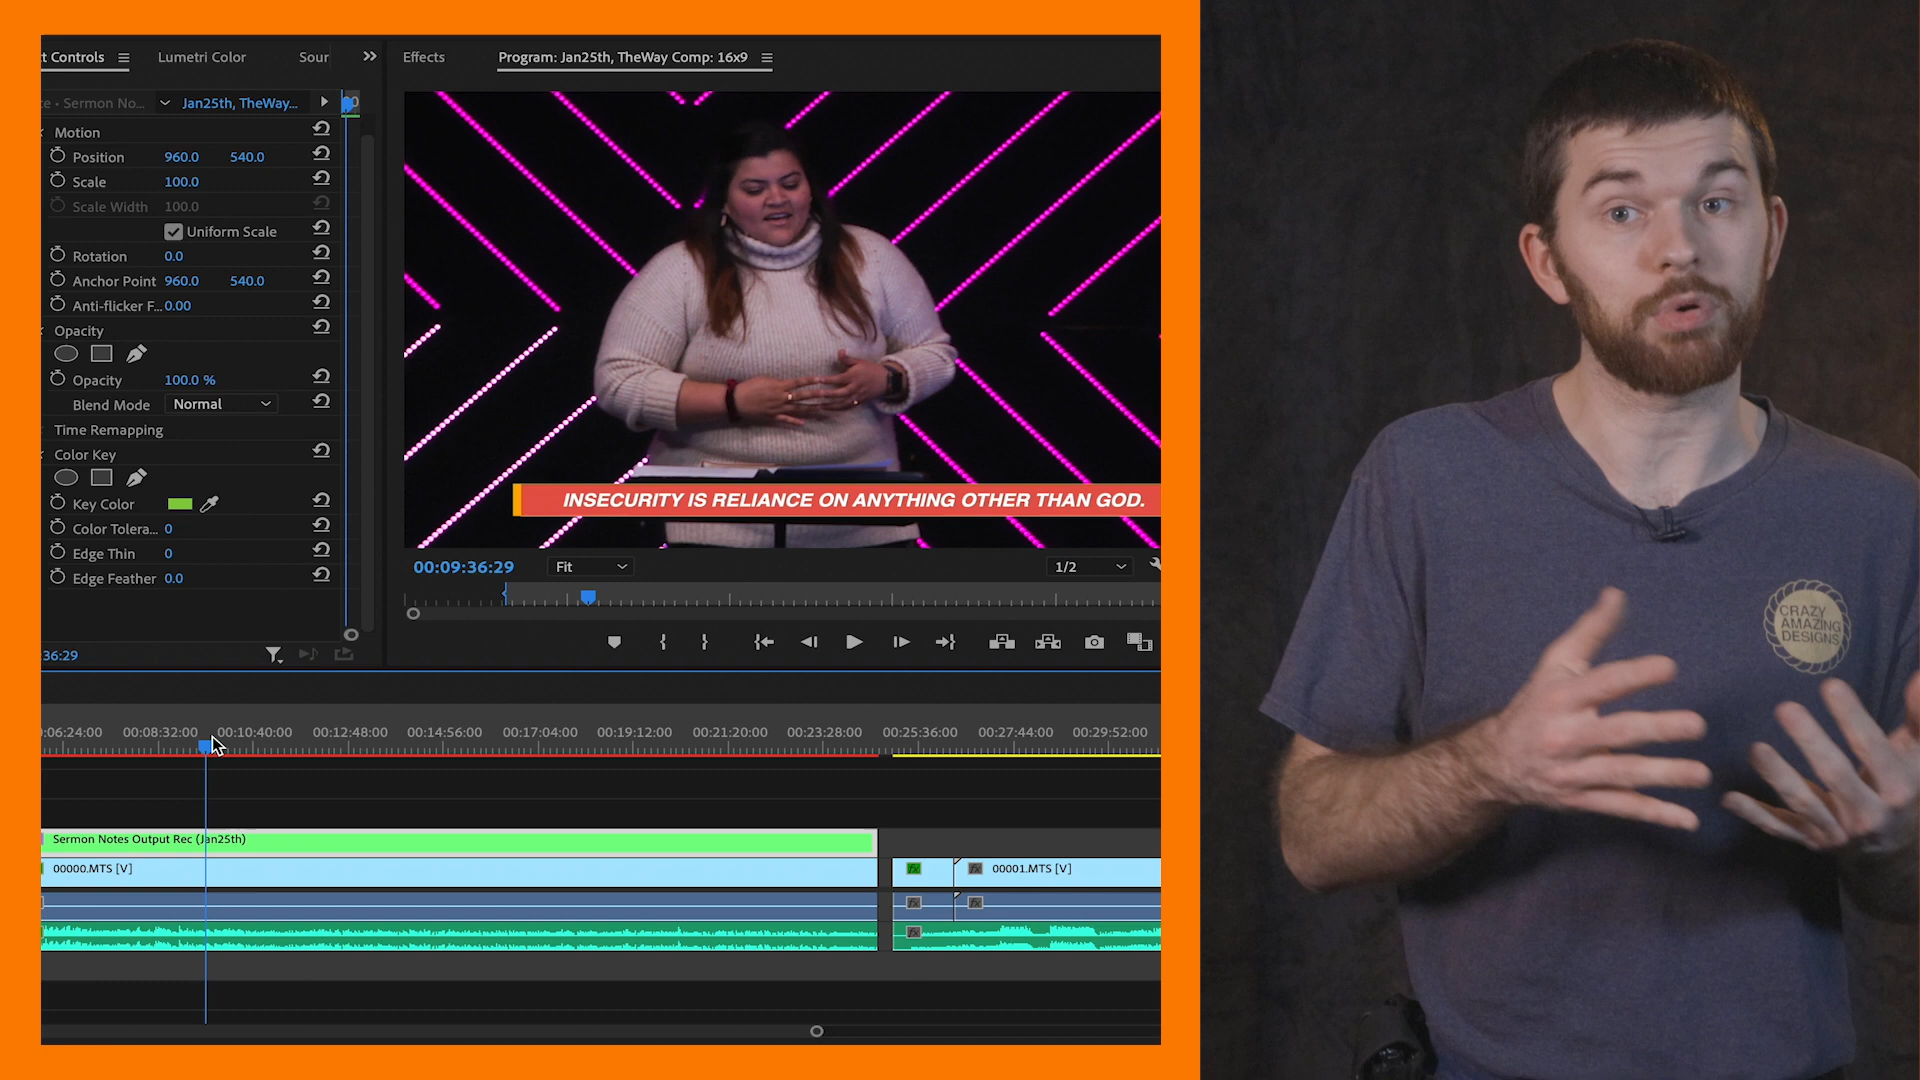 t Controls
Lumetri Color
Sour
Effects
Program: Jan25th, TheWay Comp: 16x9
e • Sermon No...
Jan25th, TheWay...
Motion
Position 960.0 540.0
Scale 100.0
Scale Width 100.0
Uniform Scale
Rotation 0.0
Anchor Point 960.0 540.0
Anti-flicker F... 0.00
Opacity
Opacity 100.0 %
Blend Mode Normal
Time Remapping
Color Key
Key Color
Color Tolera... 0
Edge Thin 0
Edge Feather 0.0
36:29
INSECURITY IS RELIANCE ON ANYTHING OTHER THAN GOD.
00:09:36:29 Fit 1/2
:06:24:00 00:08:32:00 00:10:40:00 00:12:48:00 00:14:56:00 00:17:04:00 00:19:12:00 00:21:20:00 00:23:28:00 00:25:36:00 00:27:44:00 00:29:52:00
Sermon Notes Output Rec (Jan25th)
00000.MTS [V] fx fx 00001.MTS [V]
fx fx
fx
CRAZY
AMAZING
DESIGNS